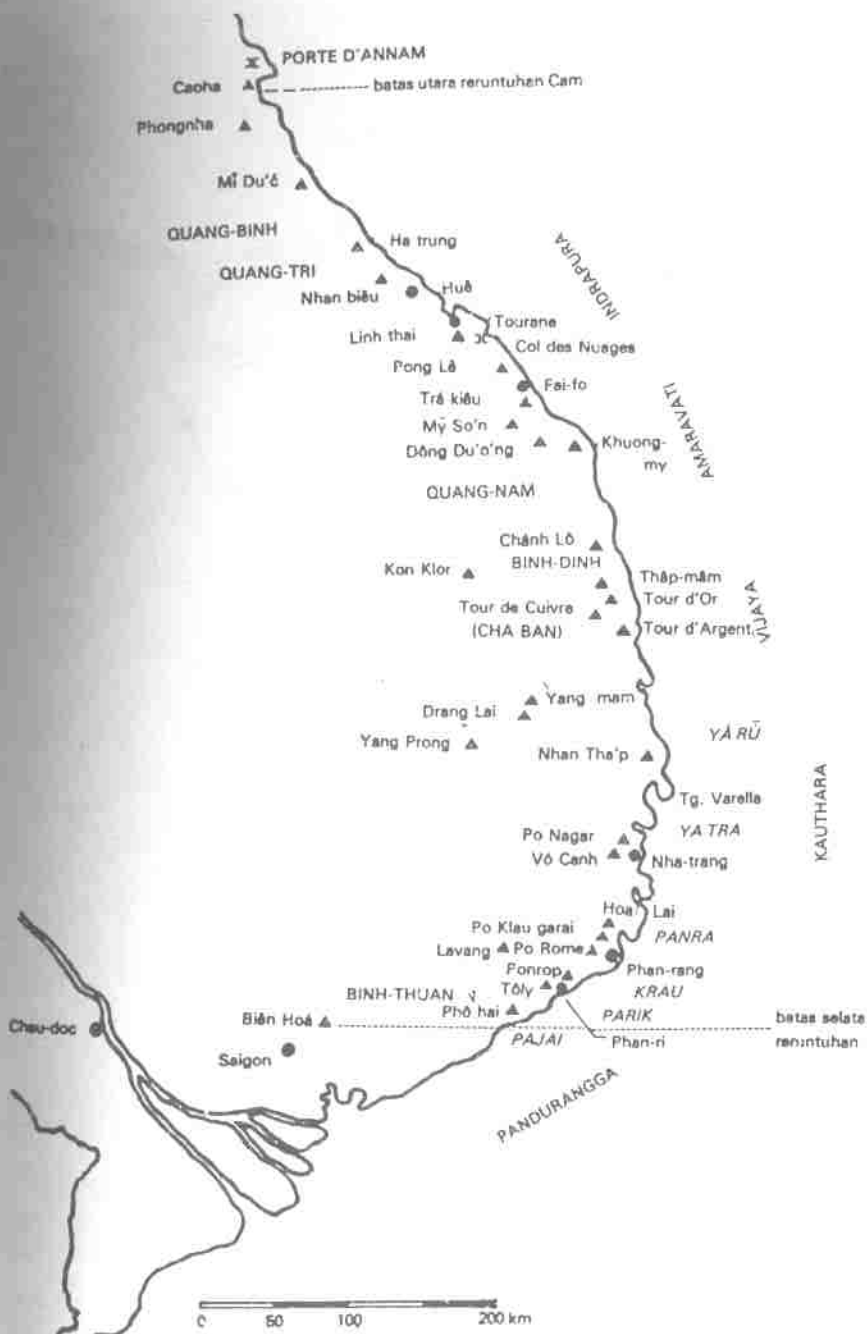 PORTE D'ANNAM
Caoha
batas utara reruntuhan Cam
Phongnha
Mĩ Du'c
QUANG-BINH
Ha trung
INDRAPURA
QUANG-TRI
Nhan biêu
Huê
Tourane
Linh thai
Col des Nuages
Pong Lê
Fai-fo
AMARAVATI
Trá kiêu
Mỹ So'n
Dông Du'o'ng
Khuong-
my
QUANG-NAM
Chánh Lô
BINH-DINH
Kon Klor
Thâp-mâm
Tour d'Or
Tour de Cuivre
(CHA BAN)
Tour d'Argent
VIJAYA
Yang mam
Drang Lai
Yang Prong
YÅ RŪ
Nhan Tha'p
Tg. Varella
KAUTHARA
Po Nagar
YA TRA
Vô Canh
Nha-trang
Hoa Lai
Po Klau garai
PANRA
Lavang
Po Rome
Phan-rang
Ponrop
KRAU
Tôly
BINH-THUAN
Phô hai
PARIK
Biên Hoá
batas selata
reruntuhan
Chau-doc
PAJAI
Phan-ri
Saigon
PANDURANGGA
0 50 100 200 km